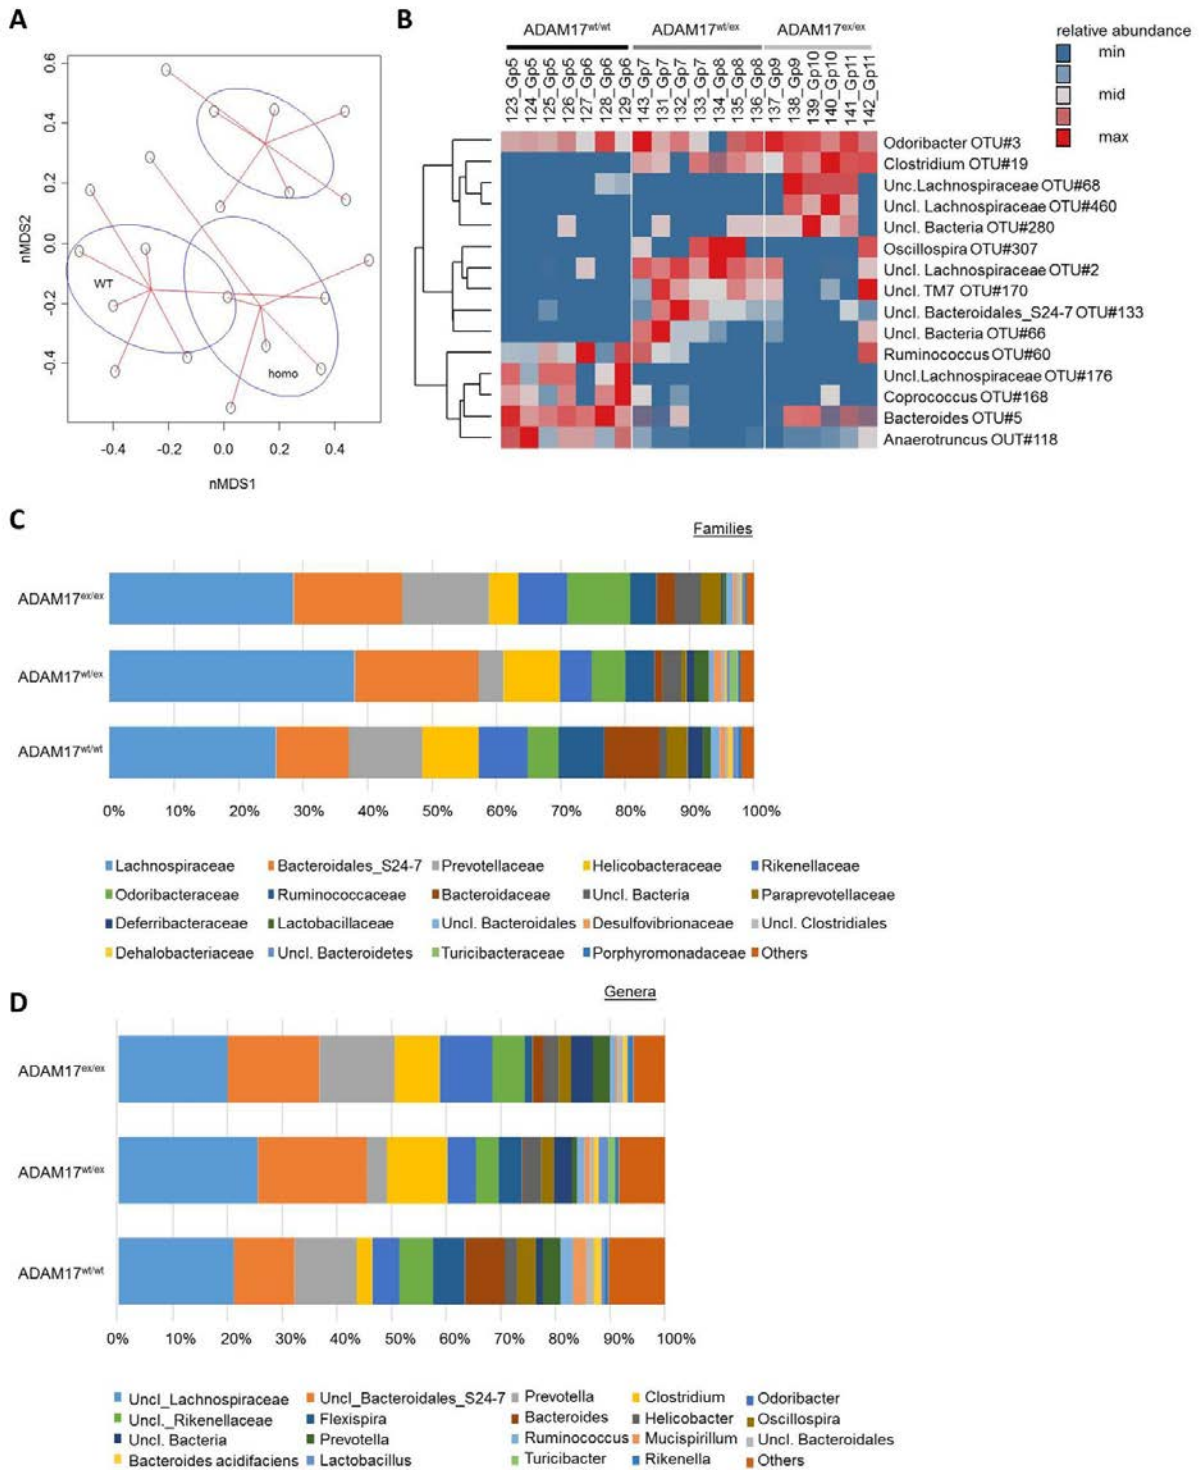 A
0.6
0.4
0.2
0.0
-0.2
-0.4
nMDS2
WT
homo
-0.4 -0.2 0.0 0.2 0.4
nMDS1
B
ADAM17wt/wt ADAM17wt/ex ADAM17ex/ex
123_Gp5
124_Gp5
125_Gp5
126_Gp5
127_Gp6
128_Gp6
129_Gp6
143_Gp7
131_Gp7
132_Gp7
133_Gp7
134_Gp8
135_Gp8
136_Gp8
137_Gp9
138_Gp9
139_Gp10
140_Gp10
141_Gp11
142_Gp11
relative abundance
min
mid
max
Odoribacter OTU#3
Clostridium OTU#19
Unc.Lachnospiraceae OTU#68
Uncl. Lachnospiraceae OTU#460
Uncl. Bacteria OTU#280
Oscillospira OTU#307
Uncl. Lachnospiraceae OTU#2
Uncl. TM7 OTU#170
Uncl. Bacteroidales_S24-7 OTU#133
Uncl. Bacteria OTU#66
Ruminococcus OTU#60
Uncl.Lachnospiraceae OTU#176
Coprococcus OTU#168
Bacteroides OTU#5
Anaerotruncus OUT#118
C
Families
ADAM17ex/ex
ADAM17wt/ex
ADAM17wt/wt
0% 10% 20% 30% 40% 50% 60% 70% 80% 90% 100%
Lachnospiraceae Bacteroidales_S24-7 Prevotellaceae Helicobacteraceae Rikenellaceae
Odoribacteraceae Ruminococcaceae Bacteroidaceae Uncl. Bacteria Paraprevotellaceae
Deferribacteraceae Lactobacillaceae Uncl. Bacteroidales Desulfovibrionaceae Uncl. Clostridiales
Dehalobacteriaceae Uncl. Bacteroidetes Turicibacteraceae Porphyromonadaceae Others
D
Genera
ADAM17ex/ex
ADAM17wt/ex
ADAM17wt/wt
0% 10% 20% 30% 40% 50% 60% 70% 80% 90% 100%
Uncl_Lachnospiraceae Uncl_Bacteroidales_S24-7 Prevotella Clostridium Odoribacter
Uncl._Rikenellaceae Flexispira Bacteroides Helicobacter Oscillospira
Uncl. Bacteria Prevotella Ruminococcus Mucispirillum Uncl. Bacteroidales
Bacteroides acidifaciens Lactobacillus Turicibacter Rikenella Others